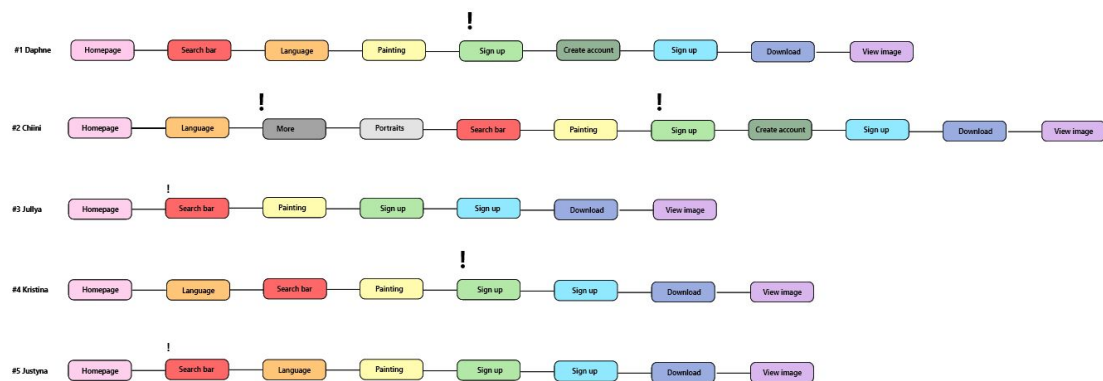 !
#1 Daphne Homepage Search bar Language Painting Sign up Create account Sign up Download View image
! !
#2 Chiini Homepage Language More Portraits Search bar Painting Sign up Create account Sign up Download View image
!
#3 Jullya Homepage Search bar Painting Sign up Sign up Download View image
!
#4 Kristina Homepage Language Search bar Painting Sign up Sign up Download View image
!
#5 Justyna Homepage Search bar Language Painting Sign up Sign up Download View image